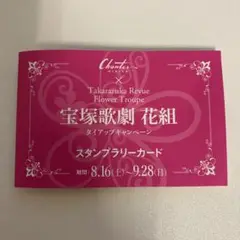 Chanter
HIBIYA
×
Takarazuka Revue
Flower Troupe
宝塚歌劇 花組
タイアップキャンペーン
スタンプラリーカード
期間 8.16(土)~9.28(日)